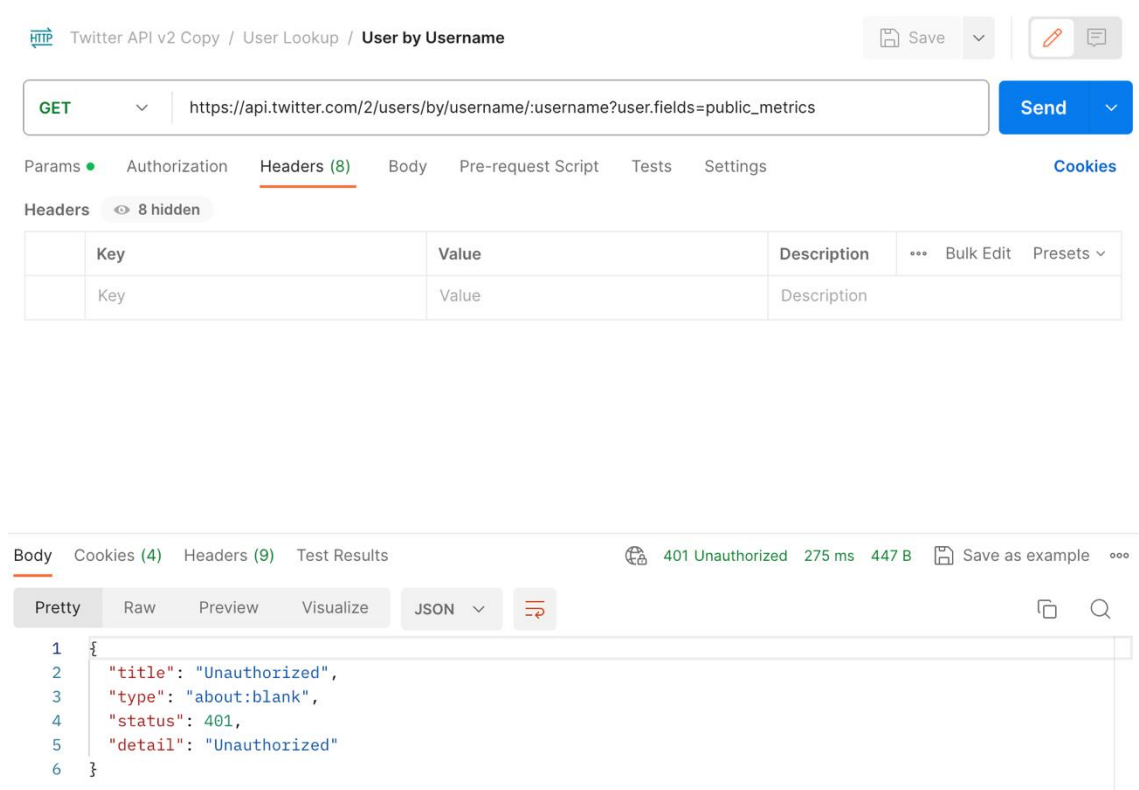 HTTP Twitter API v2 Copy / User Lookup / User by Username Save
GET https://api.twitter.com/2/users/by/username/:username?user.fields=public_metrics Send
Params Authorization Headers (8) Body Pre-request Script Tests Settings Cookies
Headers 8 hidden
Key Value Description Bulk Edit Presets
Key Value Description
Body Cookies (4) Headers (9) Test Results 401 Unauthorized 275 ms 447 B Save as example
Pretty Raw Preview Visualize JSON
1 {
2 "title": "Unauthorized",
3 "type": "about:blank",
4 "status": 401,
5 "detail": "Unauthorized"
6 }